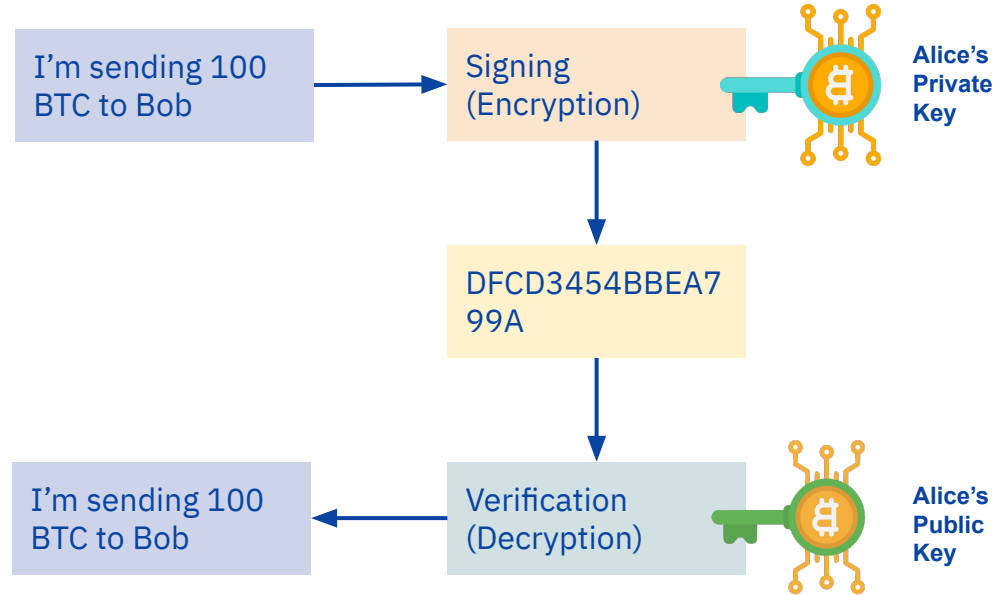 I'm sending 100
BTC to Bob
Signing
(Encryption)
Alice's
Private
Key
DFCD3454BBEA7
99A
I'm sending 100
BTC to Bob
Verification
(Decryption)
Alice's
Public
Key